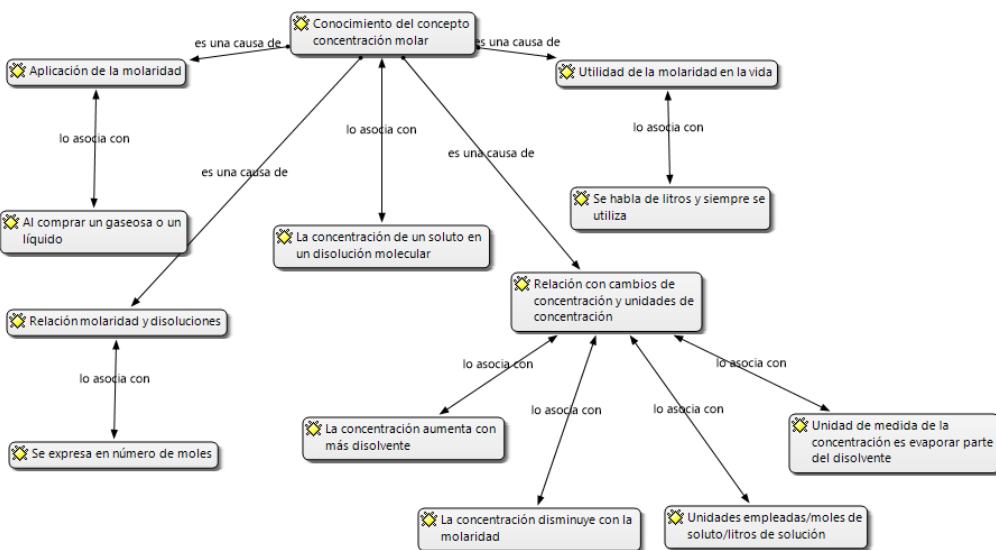 Conocimiento del concepto
concentración molar
es una causa de
es una causa de
Aplicación de la molaridad
Utilidad de la molaridad en la vida
lo asocia con
lo asocia con
lo asocia con
es una causa de
es una causa de
Al comprar un gaseosa o un
líquido
Se habla de litros y siempre se
utiliza
La concentración de un soluto en
un disolución molecular
Relación con cambios de
concentración y unidades de
concentración
Relación molaridad y disoluciones
lo asocia con
lo asocia con
lo asocia con
lo asocia con
lo asocia con
La concentración aumenta con
más disolvente
Unidad de medida de la
concentración es evaporar parte
del disolvente
Se expresa en número de moles
La concentración disminuye con la
molaridad
Unidades empleadas/moles de
soluto/litros de solución